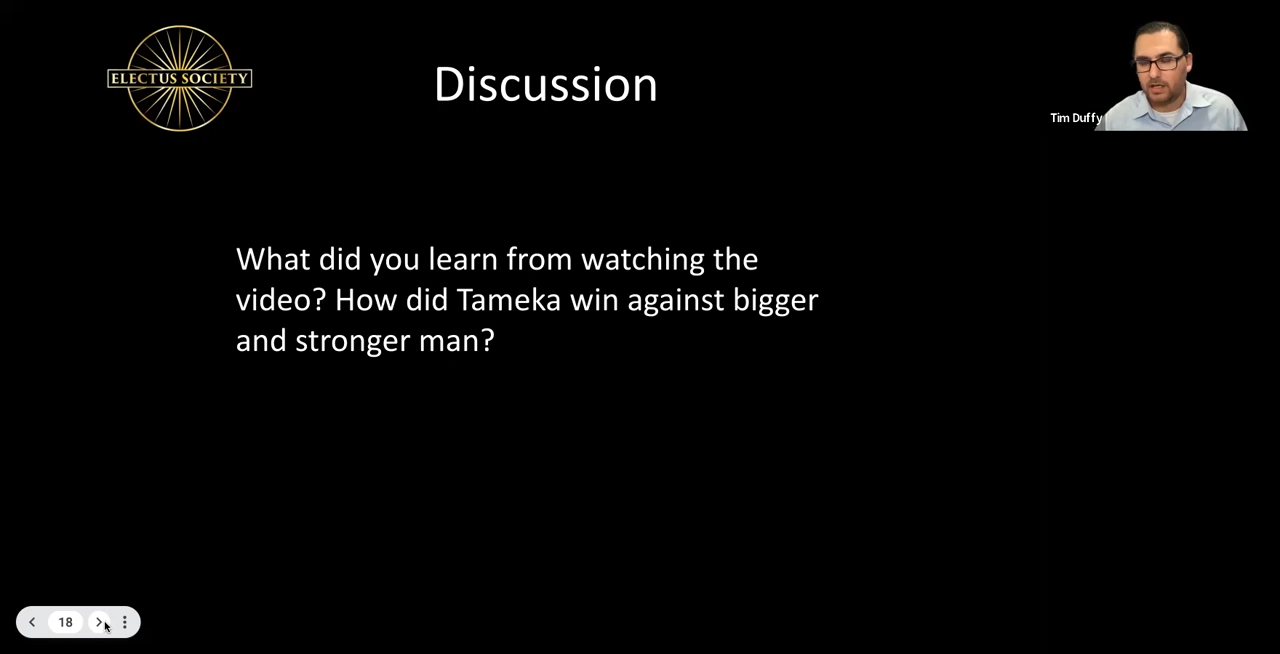 ELECTUS SOCIETY
Discussion
Tim Duffy
What did you learn from watching the
video? How did Tameka win against bigger
and stronger man?
18